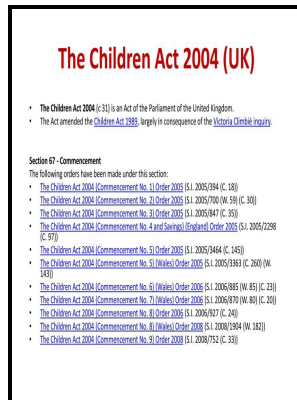 The Children Act 2004 (UK)
• The Children Act 2004 (c 31) is an Act of the Parliament of the United Kingdom.
• The Act amended the Children Act 1989, largely in consequence of the Victoria Climbié inquiry.
Section 67 - Commencement
The following orders have been made under this section:
• The Children Act 2004 (Commencement No. 1) Order 2005 (S.I. 2005/394 (C. 18))
• The Children Act 2004 (Commencement No. 2) Order 2005 (S.I. 2005/700 (W. 59) (C. 30))
• The Children Act 2004 (Commencement No. 3) Order 2005 (S.I. 2005/847 (C. 35))
• The Children Act 2004 (Commencement No. 4 and Savings) (England) Order 2005 (S.I. 2005/2298
(C. 97))
• The Children Act 2004 (Commencement No. 5) Order 2005 (S.I. 2005/3464 (C. 145))
• The Children Act 2004 (Commencement No. 5) (Wales) Order 2005 (S.I. 2005/3363 (C. 260) (W.
143))
• The Children Act 2004 (Commencement No. 6) (Wales) Order 2006 (S.I. 2006/885 (W. 85) (C. 23))
• The Children Act 2004 (Commencement No. 7) (Wales) Order 2006 (S.I. 2006/870 (W. 80) (C. 20))
• The Children Act 2004 (Commencement No. 8) Order 2006 (S.I. 2006/927 (C. 24))
• The Children Act 2004 (Commencement No. 8) (Wales) Order 2008 (S.I. 2008/1904 (W. 182))
• The Children Act 2004 (Commencement No. 9) Order 2008 (S.I. 2008/752 (C. 33))